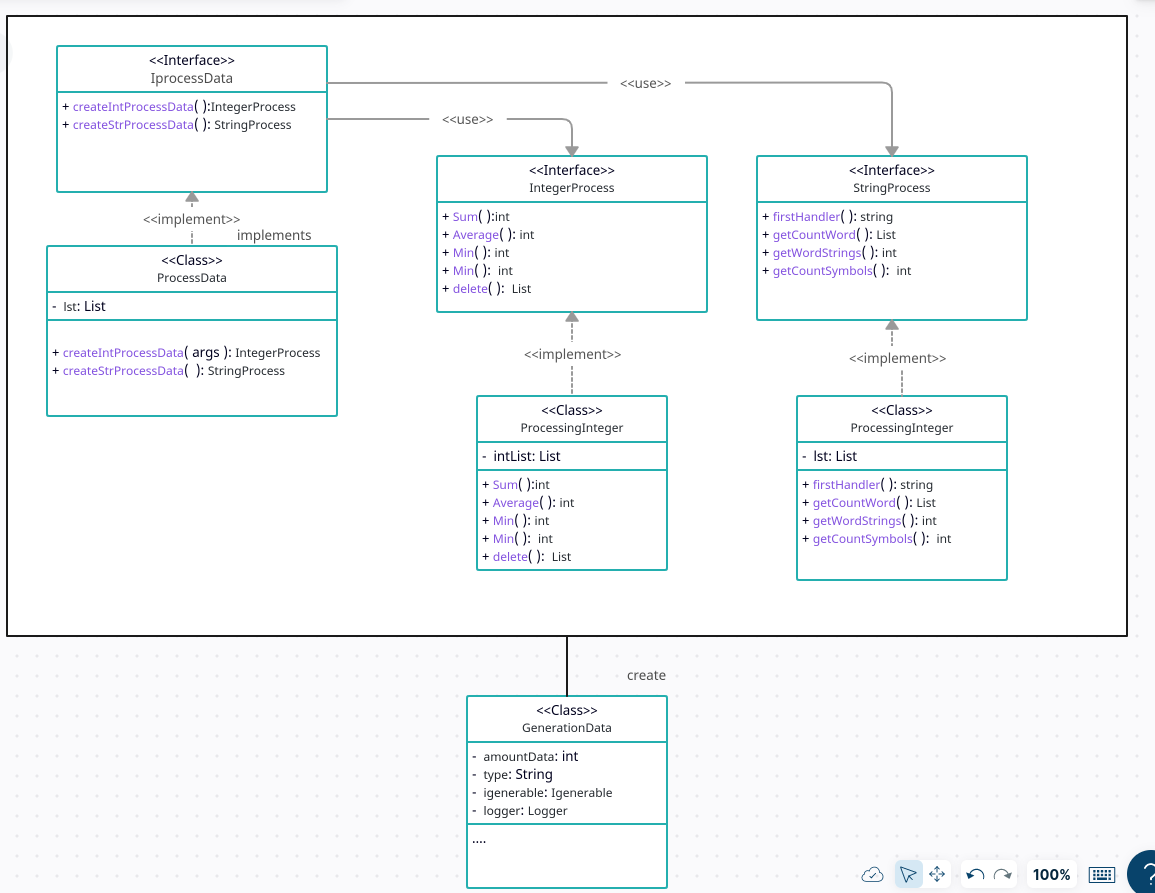 <<Interface>>
IprocessData
+ createIntProcessData( ):IntegerProcess
+ createStrProcessData( ): StringProcess
<<use>>
<<use>>
<<Interface>>
IntegerProcess
+ Sum( ):int
+ Average( ): int
+ Min( ): int
+ Min( ):  int
+ delete( ):  List
<<Interface>>
StringProcess
+ firstHandler( ): string
+ getCountWord( ): List
+ getWordStrings( ): int
+ getCountSymbols( ):  int
<<implement>>
implements
<<Class>>
ProcessData
-  lst: List
+ createIntProcessData( args ): IntegerProcess
+ createStrProcessData(  ): StringProcess
<<implement>>
<<Class>>
ProcessingInteger
-  intList: List
+ Sum( ):int
+ Average( ): int
+ Min( ): int
+ Min( ):  int
+ delete( ):  List
<<implement>>
<<Class>>
ProcessingInteger
-  lst: List
+ firstHandler( ): string
+ getCountWord( ): List
+ getWordStrings( ): int
+ getCountSymbols( ):  int
create
<<Class>>
GenerationData
-  amountData: int
-  type: String
-  igenerable: Igenerable
-  logger: Logger
....
100%
?